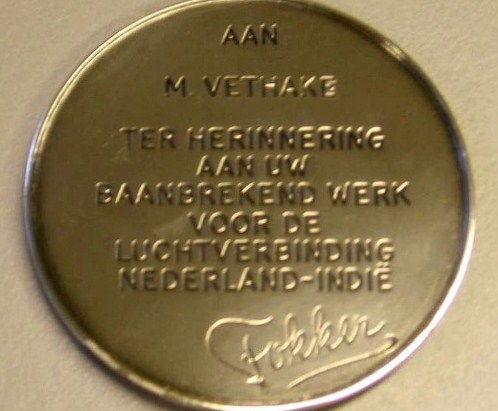 AAN
M. VETHAKE
TER HERINNERING
AAN UW
BAANBREKEND WERK
VOOR DE
LUCHTVERBINDING
NEDERLAND-INDIË
Fokker